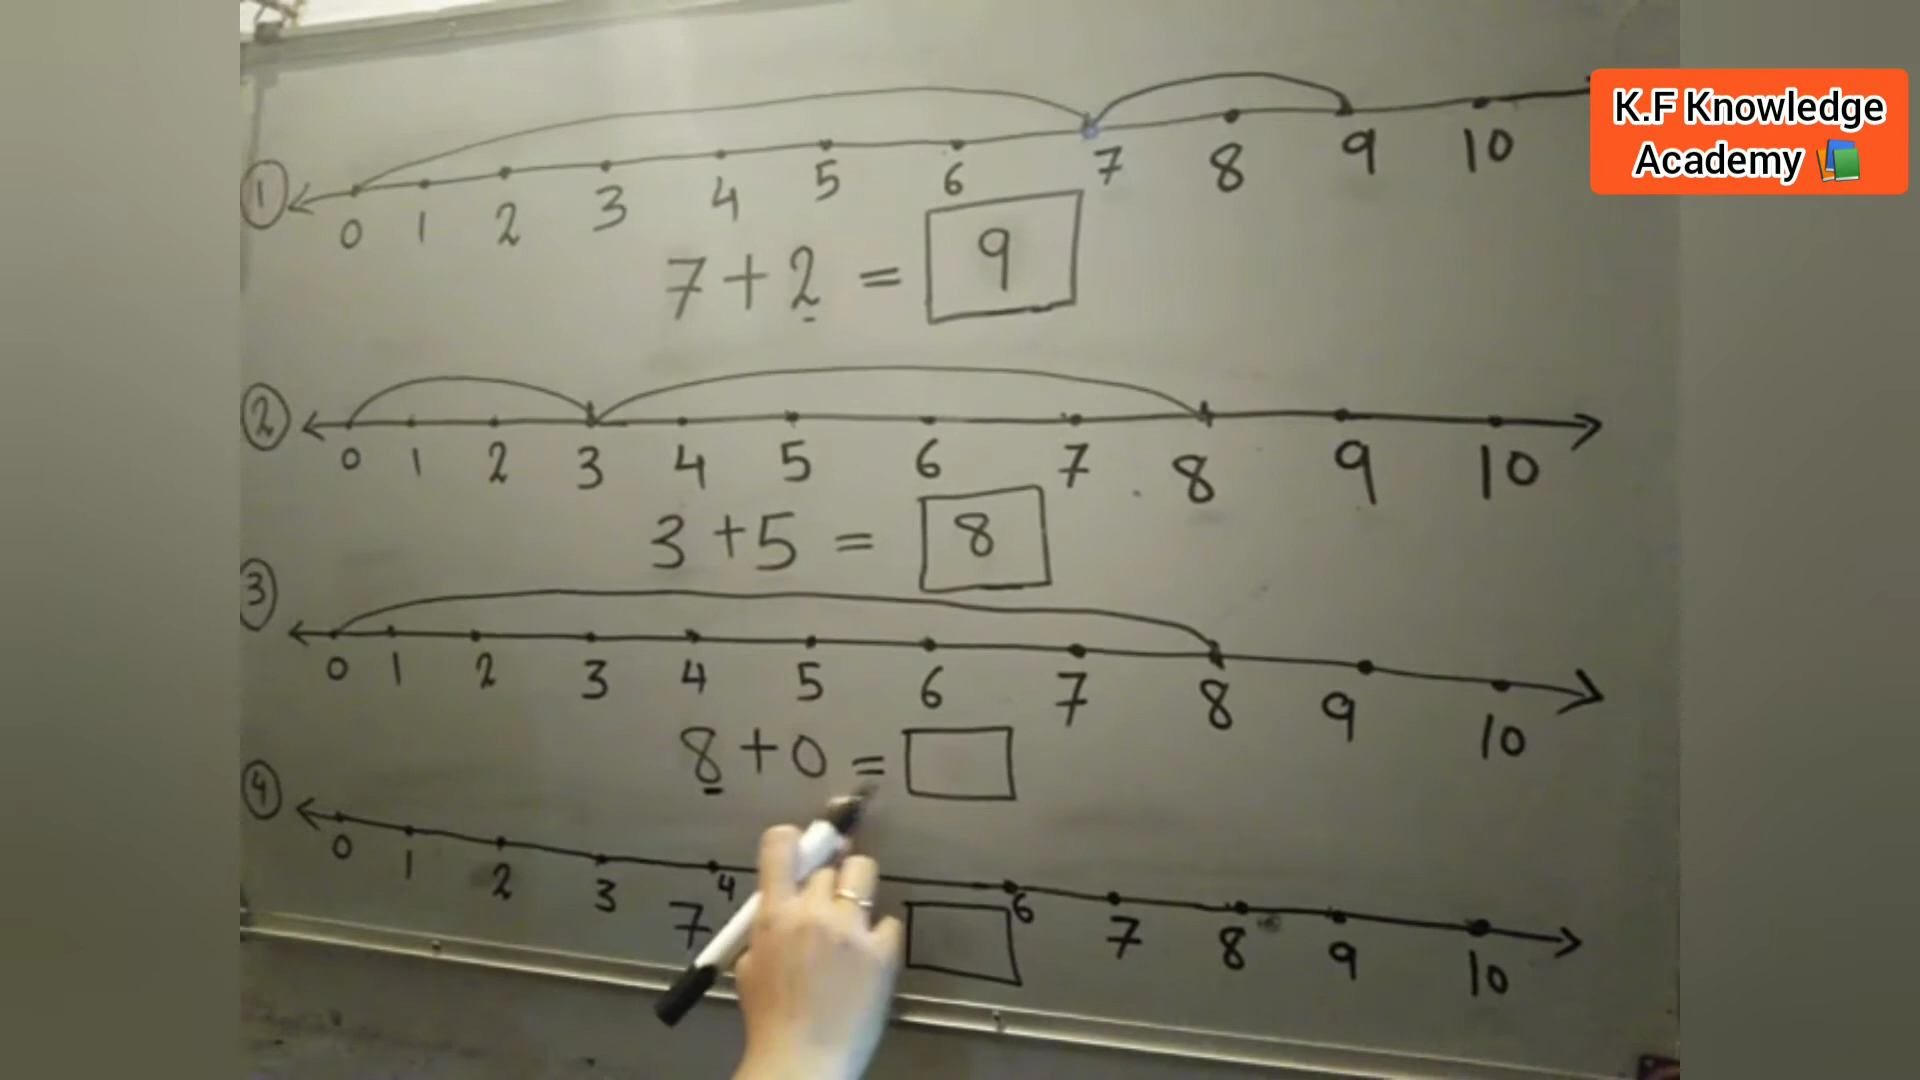 K.F Knowledge
Academy
①
0 1 2 3 4 5 6 7 8 9 10
7 + 2 = 9
②
0 1 2 3 4 5 6 7 8 9 10
3 + 5 = 8
③
0 1 2 3 4 5 6 7 8 9 10
8 + 0 =
④
0 1 2 3 4 6 7 8 9 10
7